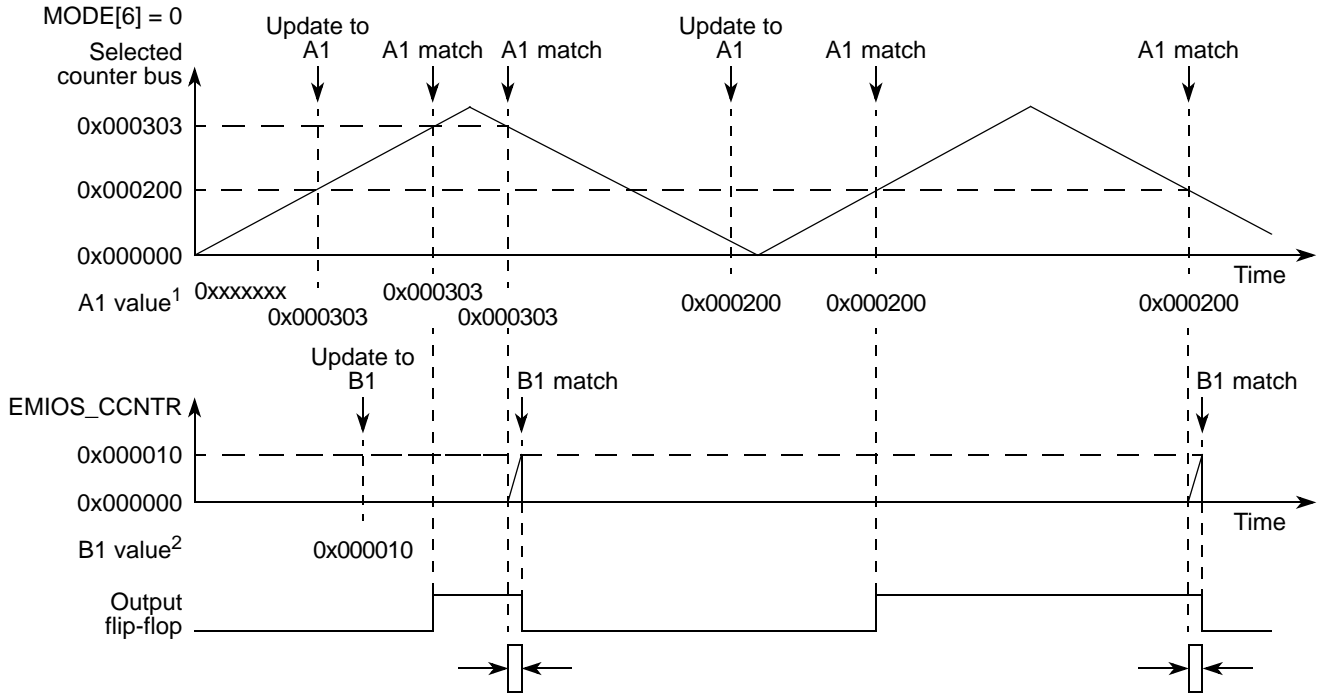 MODE[6] = 0
Selected counter bus
Update to A1
A1 match
A1 match
Update to A1
A1 match
A1 match
0x000303
0x000200
0x000000
Time
A1 value1
0xxxxxxx
0x000303
0x000303
0x000303
0x000200
0x000200
0x000200
Update to B1
B1 match
B1 match
EMIOS_CCNTR
0x000010
0x000000
Time
B1 value2
0x000010
Output flip-flop